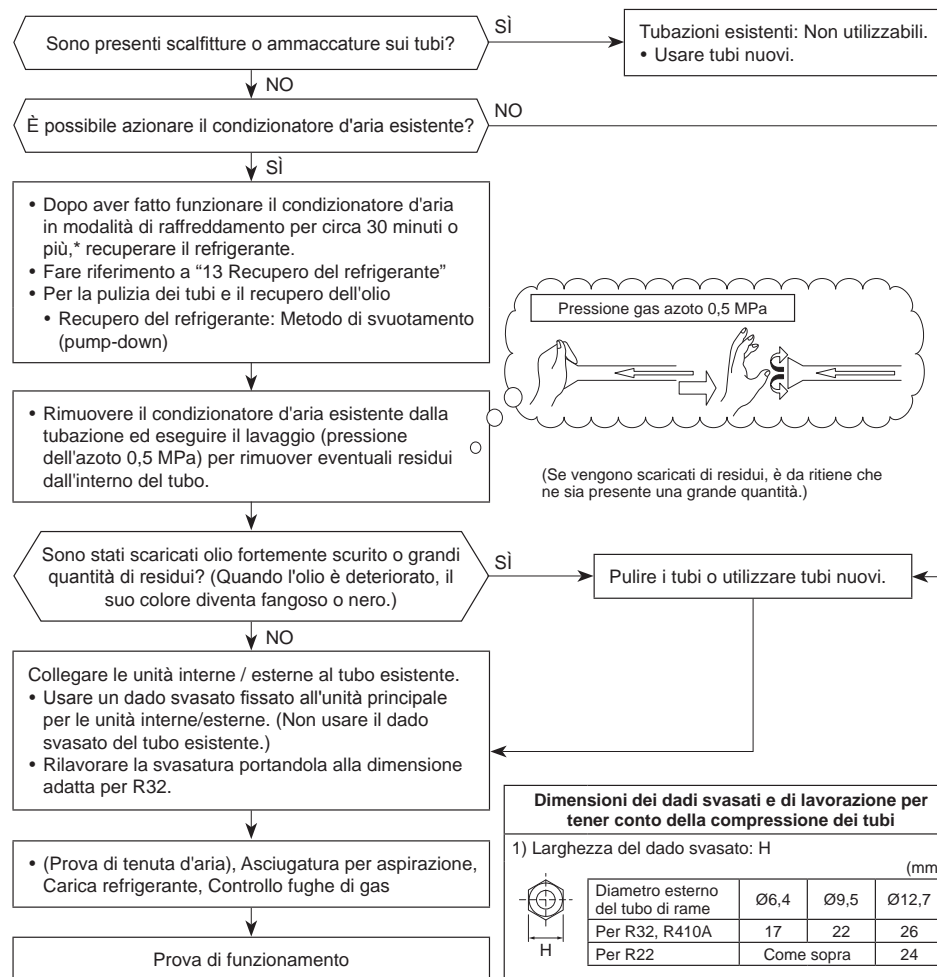 Sono presenti scalfitture o ammaccature sui tubi?
SÌ
Tubazioni esistenti: Non utilizzabili.
• Usare tubi nuovi.
NO
È possibile azionare il condizionatore d'aria esistente?
NO
SÌ
• Dopo aver fatto funzionare il condizionatore d'aria
in modalità di raffreddamento per circa 30 minuti o
più,* recuperare il refrigerante.
• Fare riferimento a “13 Recupero del refrigerante”
• Per la pulizia dei tubi e il recupero dell'olio
• Recupero del refrigerante: Metodo di svuotamento
(pump-down)
Pressione gas azoto 0,5 MPa
• Rimuovere il condizionatore d'aria esistente dalla
tubazione ed eseguire il lavaggio (pressione
dell'azoto 0,5 MPa) per rimuover eventuali residui
dall'interno del tubo.
(Se vengono scaricati di residui, è da ritiene che
ne sia presente una grande quantità.)
Sono stati scaricati olio fortemente scurito o grandi
quantità di residui? (Quando l'olio è deteriorato, il
suo colore diventa fangoso o nero.)
SÌ
Pulire i tubi o utilizzare tubi nuovi.
NO
Collegare le unità interne / esterne al tubo esistente.
• Usare un dado svasato fissato all'unità principale
per le unità interne/esterne. (Non usare il dado
svasato del tubo esistente.)
• Rilavorare la svasatura portandola alla dimensione
adatta per R32.
• (Prova di tenuta d'aria), Asciugatura per aspirazione,
Carica refrigerante, Controllo fughe di gas
Prova di funzionamento
Dimensioni dei dadi svasati e di lavorazione per
tener conto della compressione dei tubi
1) Larghezza del dado svasato: H
(mm
H
Diametro esterno
del tubo di rame
Ø6,4 Ø9,5 Ø12,7
Per R32, R410A 17 22 26
Per R22 Come sopra 24